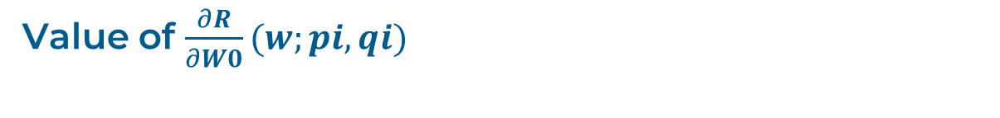 Value of ∂R/∂W0 (w; pi, qi)